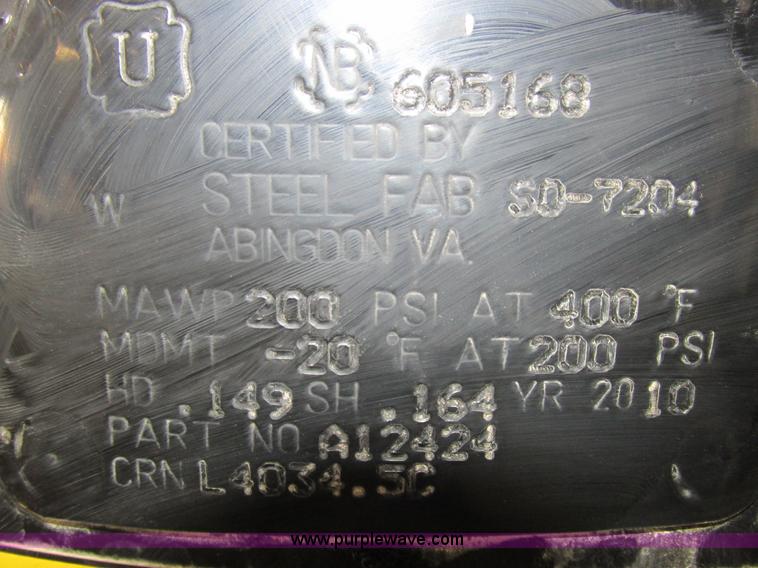 U NB 605168
CERTIFIED BY
W STEEL FAB SO-7204
ABINGDON VA.
MAWP 200 PSI AT 400 °F
MDMT -20 °F AT 200 PSI
HD .149 SH .164 YR 2010
PART NO A12424
CRN L4034.5C
www.purplewave.com